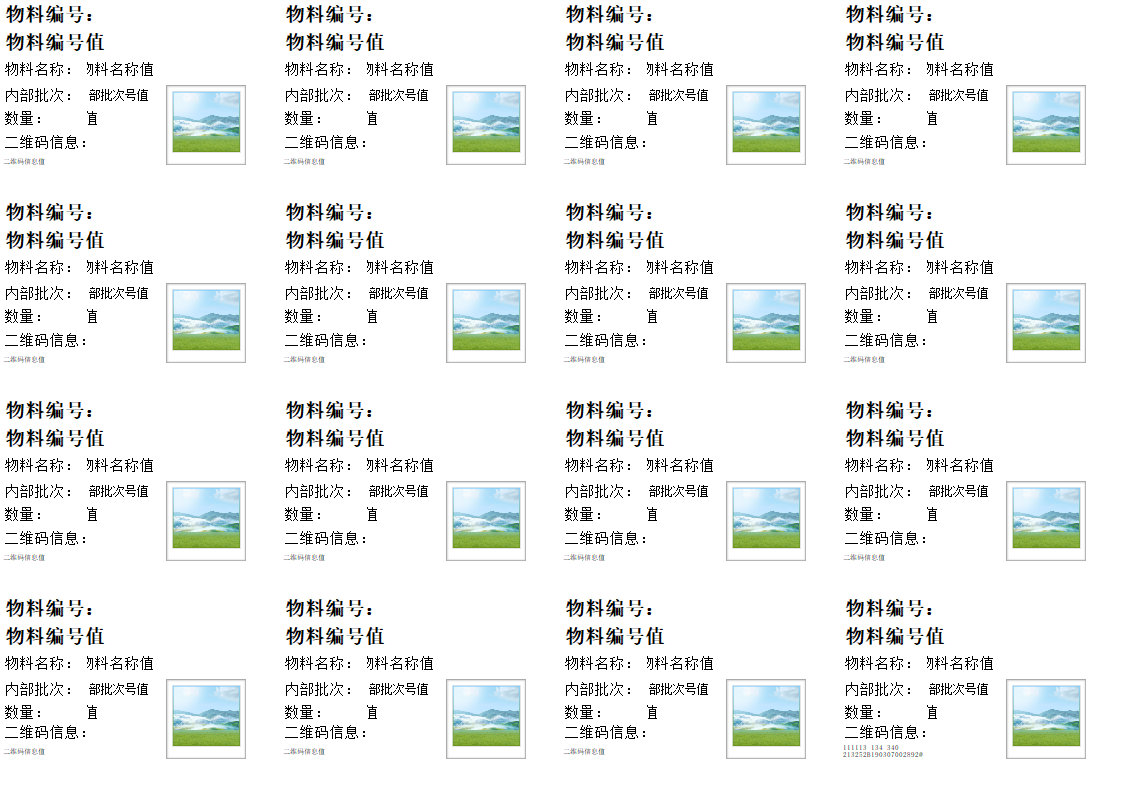 物料编号：
物料编号值
物料名称： 勿料名称值
内部批次： 部批次号值
数量： 直
二维码信息：
二维码信息值
物料编号：
物料编号值
物料名称： 勿料名称值
内部批次： 部批次号值
数量： 直
二维码信息：
二维码信息值
物料编号：
物料编号值
物料名称： 勿料名称值
内部批次： 部批次号值
数量： 直
二维码信息：
二维码信息值
物料编号：
物料编号值
物料名称： 勿料名称值
内部批次： 部批次号值
数量： 直
二维码信息：
二维码信息值
物料编号：
物料编号值
物料名称： 勿料名称值
内部批次： 部批次号值
数量： 直
二维码信息：
二维码信息值
物料编号：
物料编号值
物料名称： 勿料名称值
内部批次： 部批次号值
数量： 直
二维码信息：
二维码信息值
物料编号：
物料编号值
物料名称： 勿料名称值
内部批次： 部批次号值
数量： 直
二维码信息：
二维码信息值
物料编号：
物料编号值
物料名称： 勿料名称值
内部批次： 部批次号值
数量： 直
二维码信息：
二维码信息值
物料编号：
物料编号值
物料名称： 勿料名称值
内部批次： 部批次号值
数量： 直
二维码信息：
二维码信息值
物料编号：
物料编号值
物料名称： 勿料名称值
内部批次： 部批次号值
数量： 直
二维码信息：
二维码信息值
物料编号：
物料编号值
物料名称： 勿料名称值
内部批次： 部批次号值
数量： 直
二维码信息：
二维码信息值
物料编号：
物料编号值
物料名称： 勿料名称值
内部批次： 部批次号值
数量： 直
二维码信息：
二维码信息值
物料编号：
物料编号值
物料名称： 勿料名称值
内部批次： 部批次号值
数量： 直
二维码信息：
二维码信息值
物料编号：
物料编号值
物料名称： 勿料名称值
内部批次： 部批次号值
数量： 直
二维码信息：
二维码信息值
物料编号：
物料编号值
物料名称： 勿料名称值
内部批次： 部批次号值
数量： 直
二维码信息：
二维码信息值
物料编号：
物料编号值
物料名称： 勿料名称值
内部批次： 部批次号值
数量： 直
二维码信息：
111113 134 340
213252B190307002892#